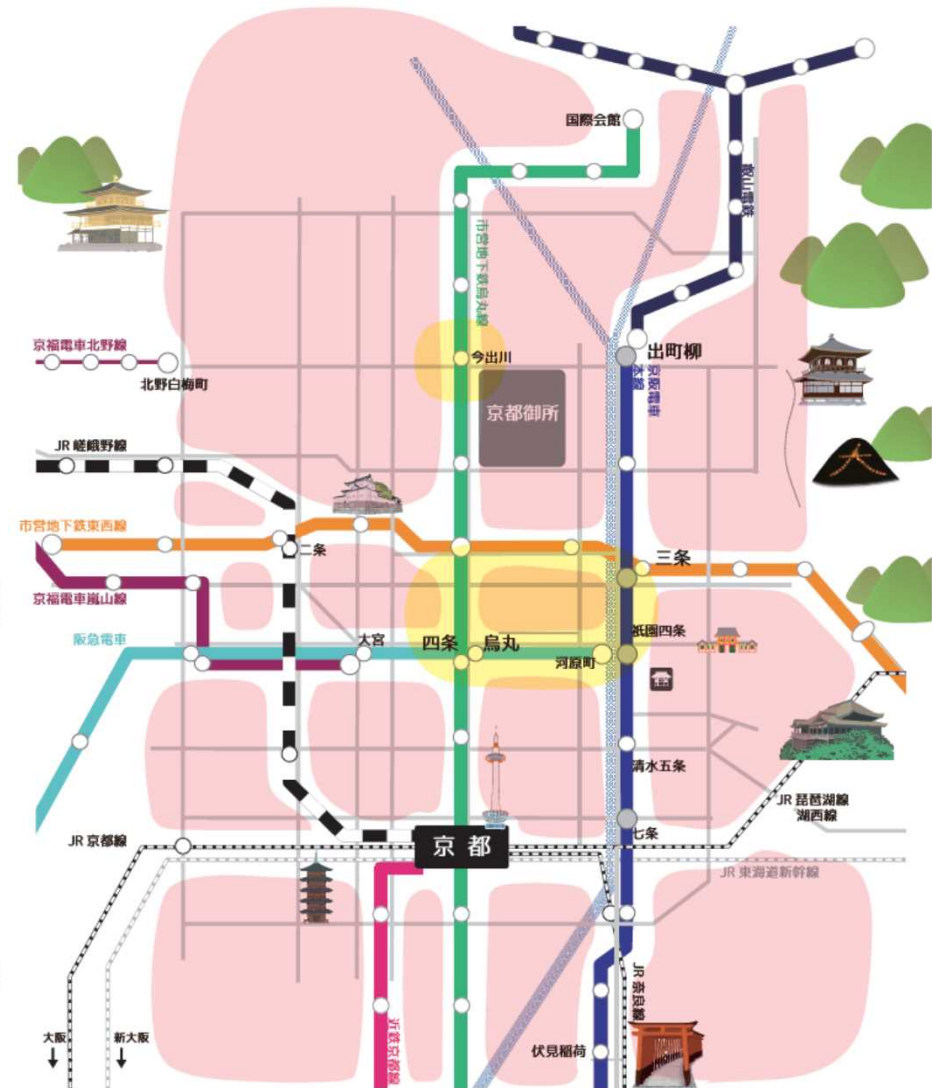 国際会館
叡山電鉄
市営地下鉄烏丸線
京福電車北野線
北野白梅町
今出川
出町柳
京阪電車
本線
京都御所
JR 嵯峨野線
市営地下鉄東西線
二条
三条
京福電車嵐山線
阪急電車
大宮
四条
烏丸
河原町
祇園四条
清水五条
JR 琵琶湖線
湖西線
JR 京都線
京都
七条
JR 東海道新幹線
JR 奈良線
近鉄京都線
大阪
新大阪
伏見稲荷